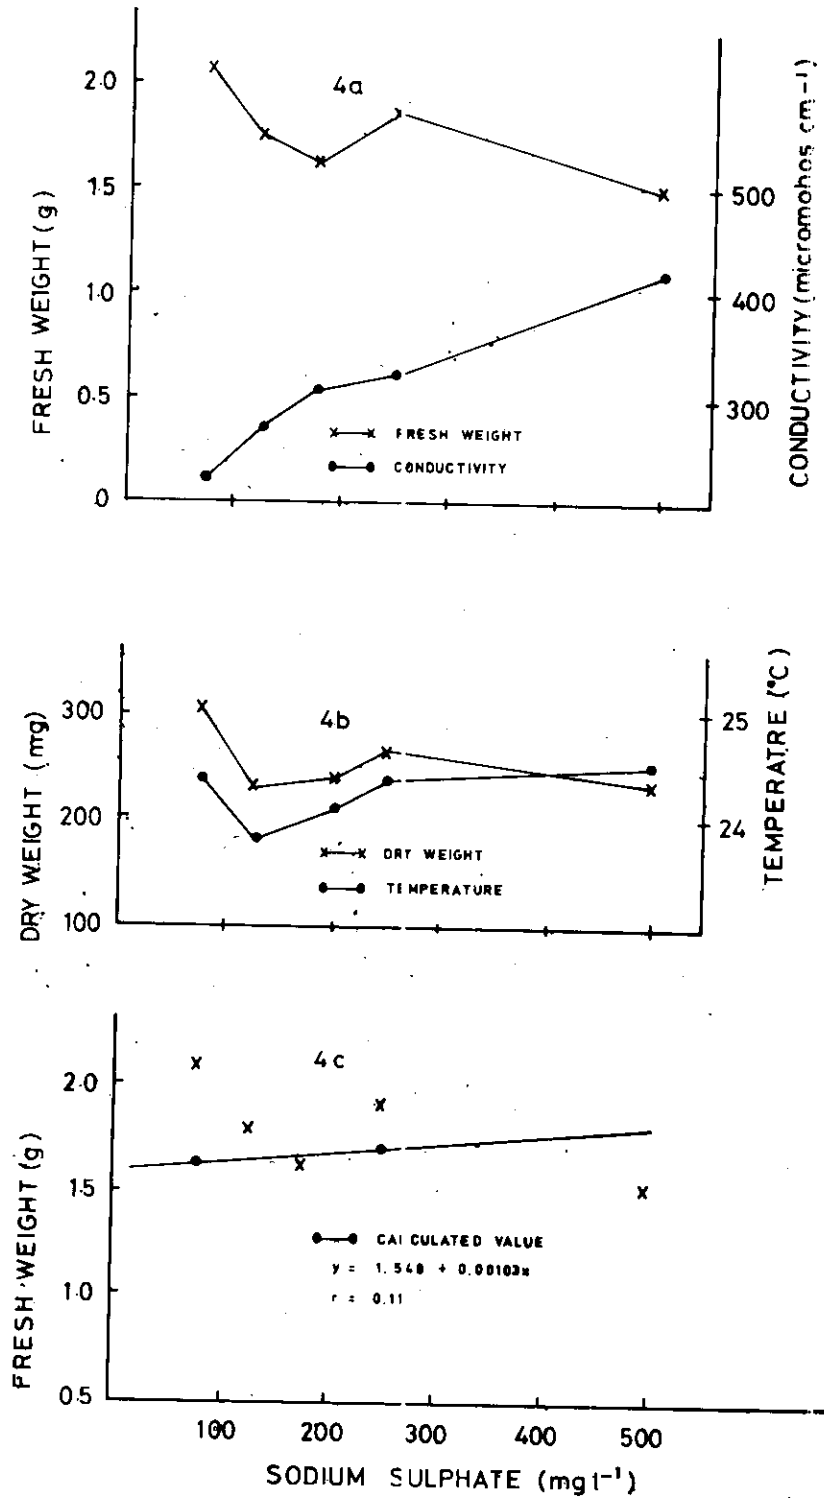 4a
2.0
1.5
1.0
0.5
.0
FRESH WEIGHT (g)
500
400
300
CONDUCTIVITY (micromohos cm⁻¹)
x—x FRESH WEIGHT
●—● CONDUCTIVITY
4b
300
200
100
DRY WEIGHT (mg)
25
24
TEMPERATRE (°C)
x—x DRY WEIGHT
●—● TEMPERATURE
4c
2.0
1.5
1.0
0.5
FRESH WEIGHT (g)
●—● CALCULATED VALUE
y = 1.548 + 0.00103x
r = 0.11
100 200 300 400 500
SODIUM SULPHATE (mg l⁻¹)